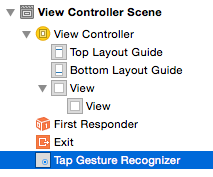 View Controller Scene
View Controller
Top Layout Guide
Bottom Layout Guide
View
View
First Responder
Exit
Tap Gesture Recognizer